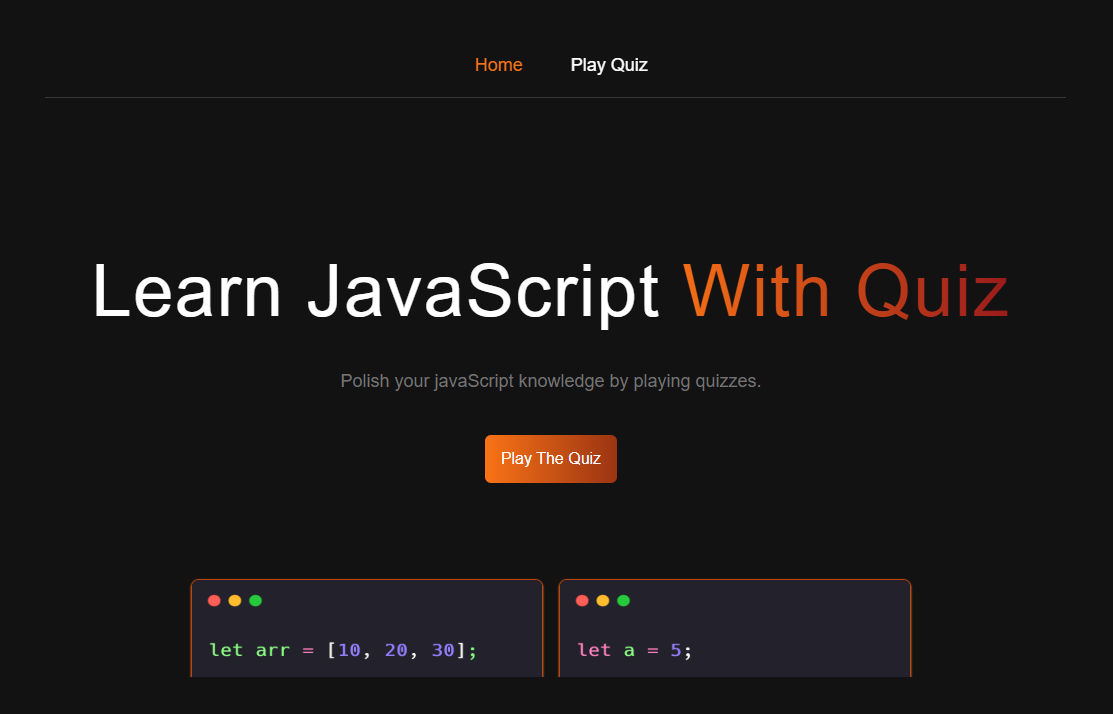 Home Play Quiz
Learn JavaScript With Quiz
Polish your javaScript knowledge by playing quizzes.
Play The Quiz
let arr = [10, 20, 30];
let a = 5;